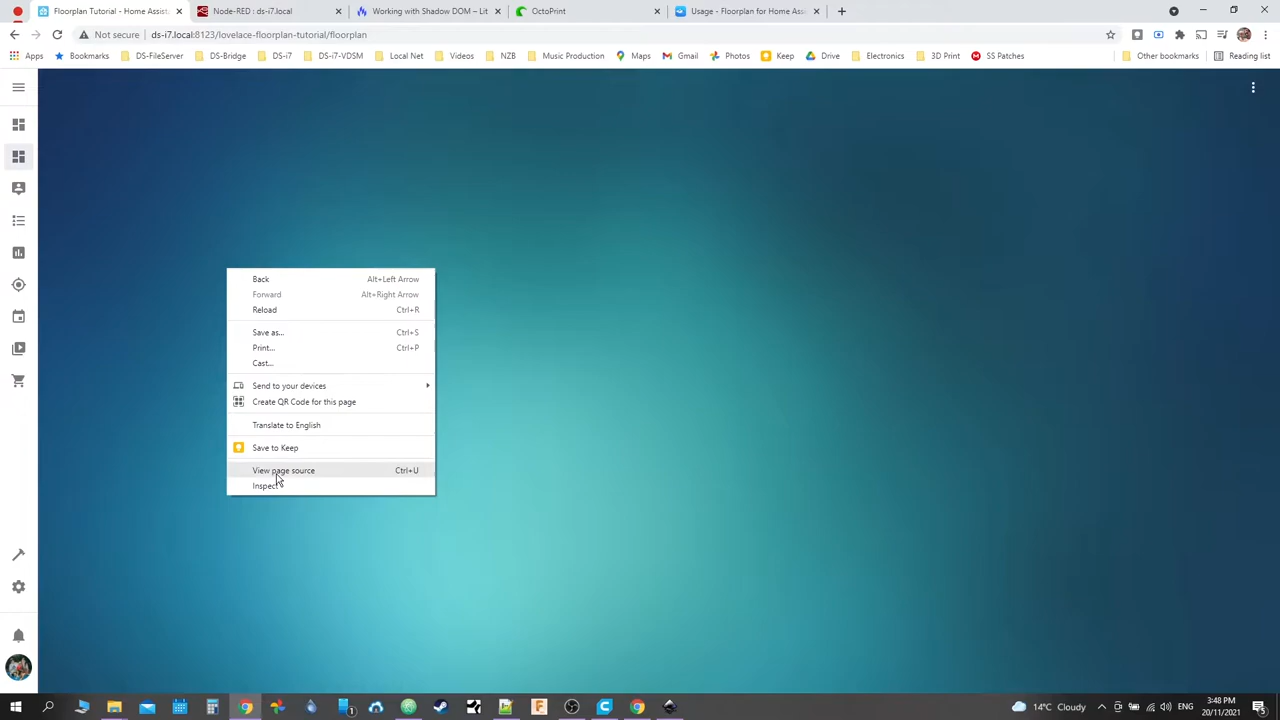 Floorplan Tutorial - Home Assist
Node-RED : ds-i7.local
Working with Shadow DOM – Lit
OctoPrint
Usage - Floorplan for Home Assis
Not secure | ds-i7.local:8123/lovelace-floorplan-tutorial/floorplan
Apps
Bookmarks
DS-FileServer
DS-Bridge
DS-i7
DS-i7-VDSM
Local Net
Videos
NZB
Music Production
Maps
Gmail
Photos
Keep
Drive
Electronics
3D Print
SS Patches
Other bookmarks
Reading list
Back Alt+Left Arrow
Forward Alt+Right Arrow
Reload Ctrl+R
Save as... Ctrl+S
Print... Ctrl+P
Cast...
Send to your devices
Create QR Code for this page
Translate to English
Save to Keep
View page source Ctrl+U
Inspect
14°C Cloudy
ENG
3:48 PM
20/11/2021